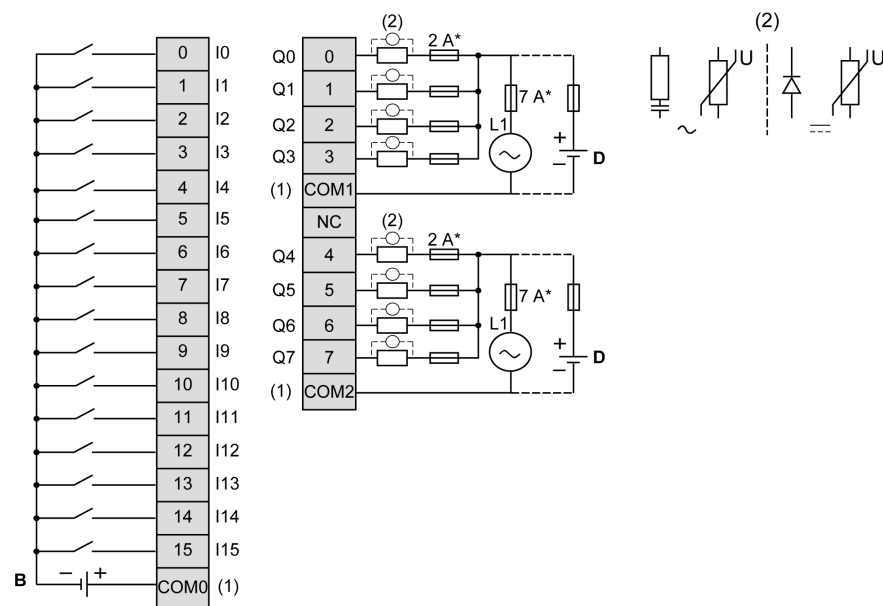 0 I0
1 I1
2 I2
3 I3
4 I4
5 I5
6 I6
7 I7
8 I8
9 I9
10 I10
11 I11
12 I12
13 I13
14 I14
15 I15
B − + COM0 (1)
(2)
Q0 0 2 A*
Q1 1
Q2 2
Q3 3
7 A*
L1
+
− D
(1) COM1
NC
(2)
Q4 4 2 A*
Q5 5
Q6 6
Q7 7
7 A*
L1
+
− D
(1) COM2
(2)
U U